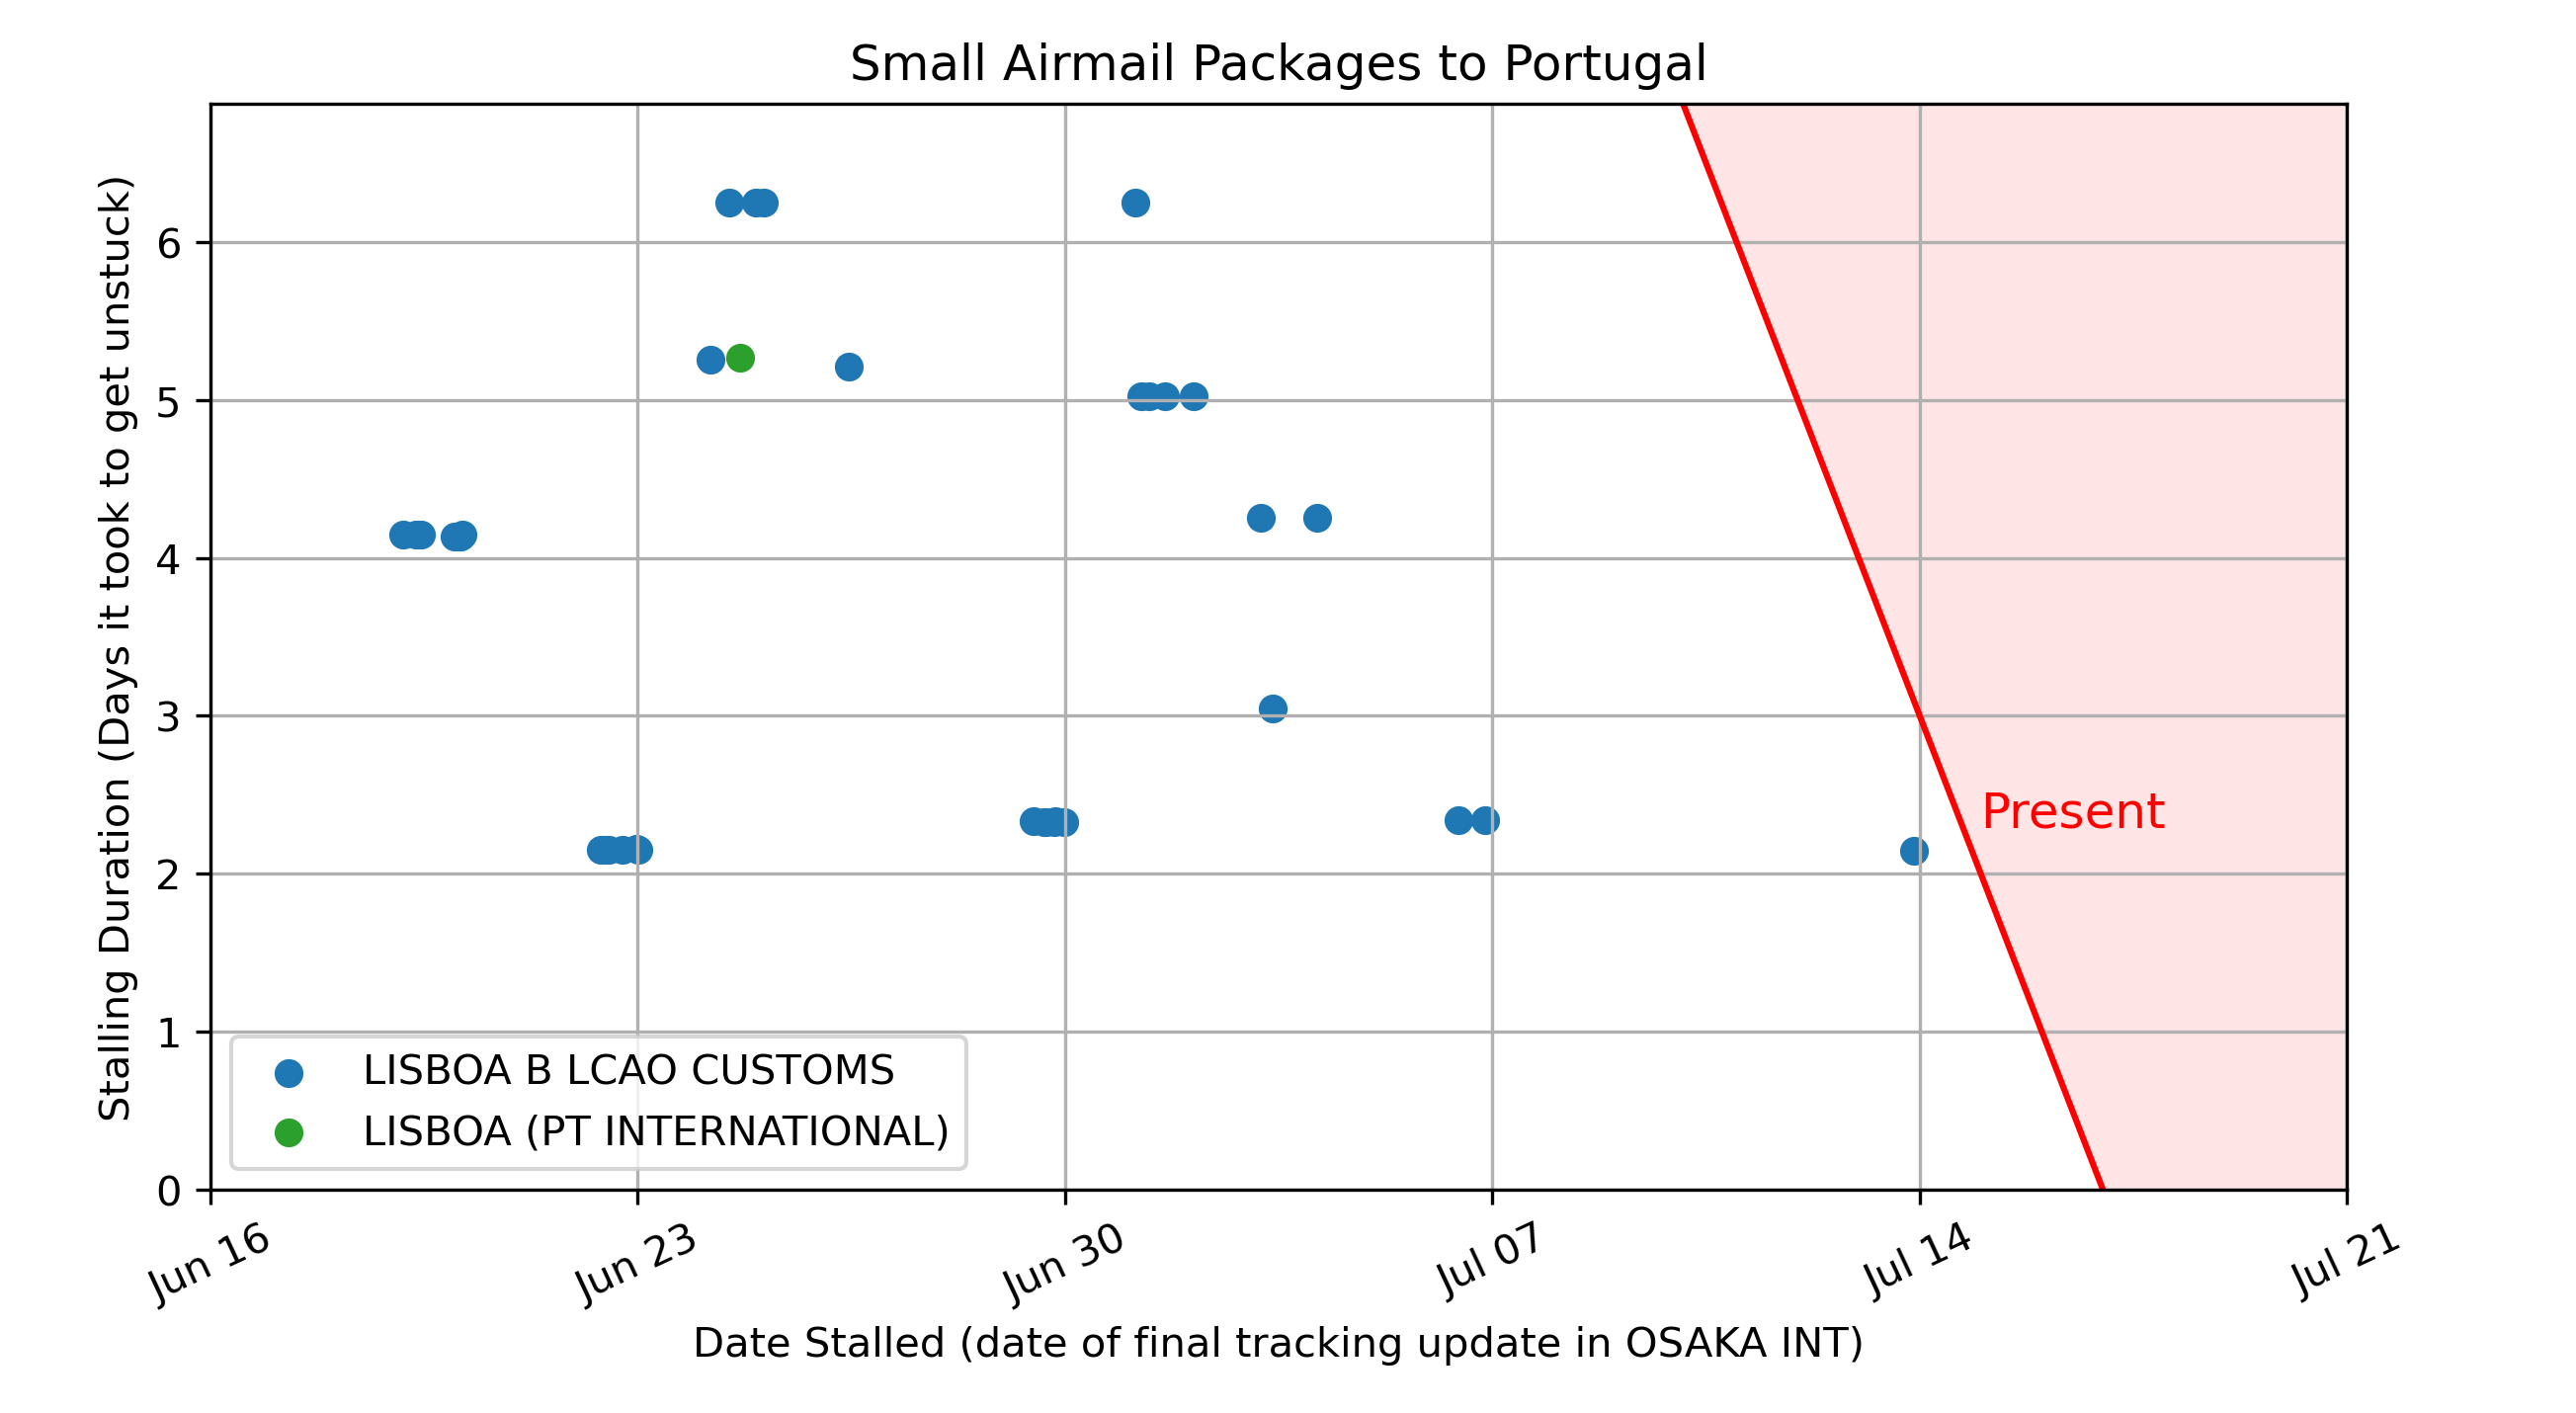 Small Airmail Packages to Portugal
Stalling Duration (Days it took to get unstuck)
6
5
4
3
2
1
0
Present
LISBOA B LCAO CUSTOMS
LISBOA (PT INTERNATIONAL)
Jun 16
Jun 23
Jun 30
Jul 07
Jul 14
Jul 21
Date Stalled (date of final tracking update in OSAKA INT)